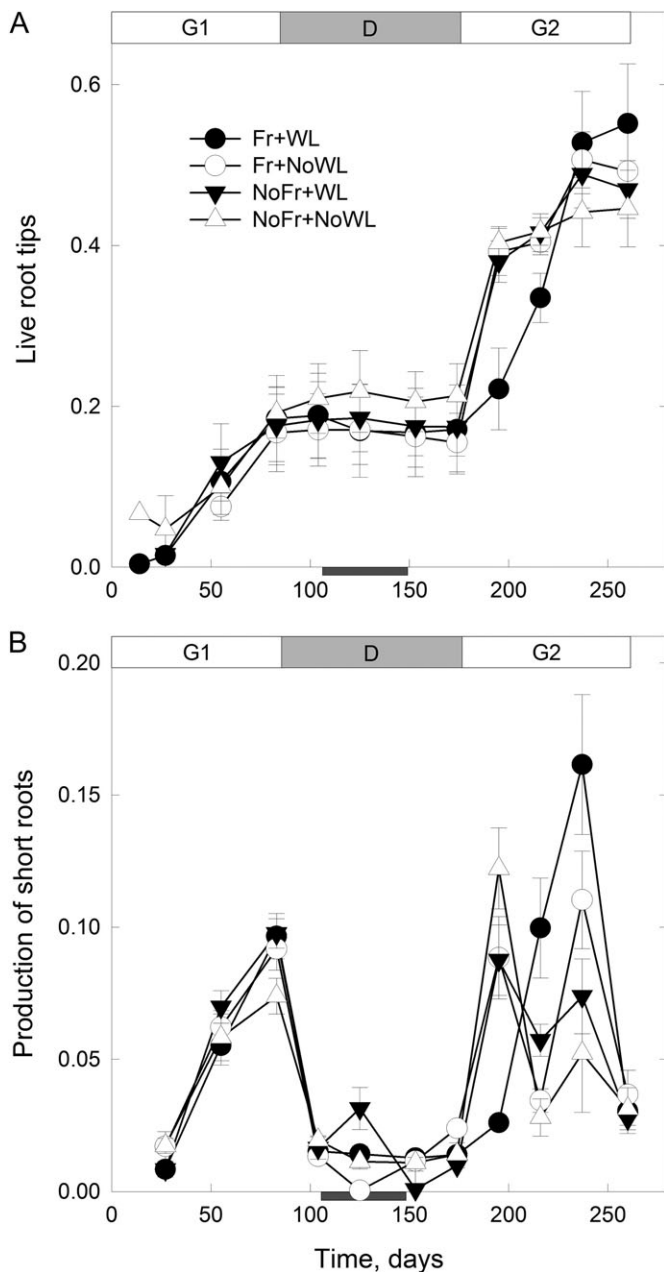 A
G1 D G2
0.6
Fr+WL
Fr+NoWL
NoFr+WL
NoFr+NoWL
0.4
Live root tips
0.2
0.0
0 50 100 150 200 250
B
G1 D G2
0.20
0.15
0.10
Production of short roots
0.05
0.00
0 50 100 150 200 250
Time, days